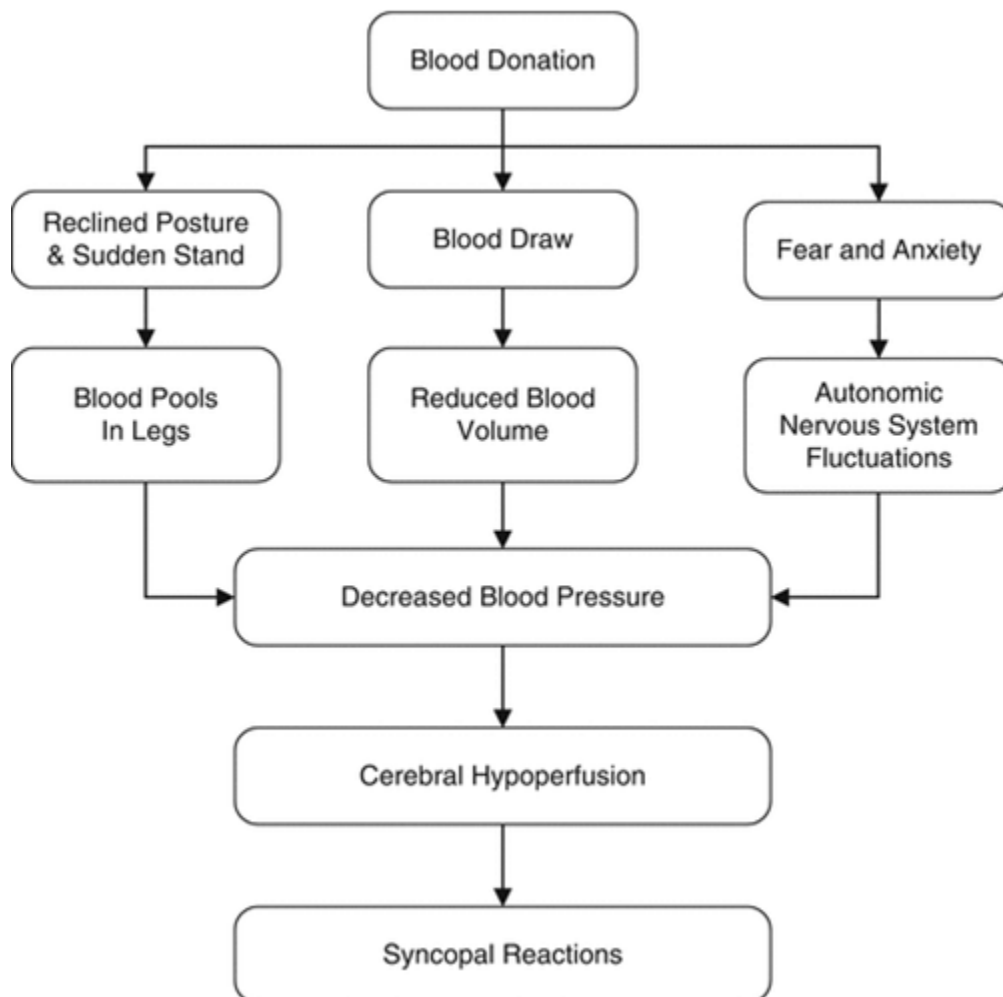 Blood Donation
Reclined Posture
& Sudden Stand
Blood Draw
Fear and Anxiety
Blood Pools
In Legs
Reduced Blood
Volume
Autonomic
Nervous System
Fluctuations
Decreased Blood Pressure
Cerebral Hypoperfusion
Syncopal Reactions